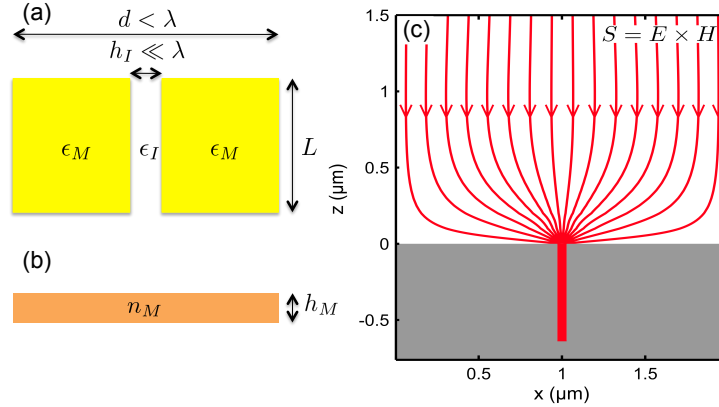 (a)
d < λ
h_I ≪ λ
ϵ_M
ϵ_I
ϵ_M
L
(b)
n_M
h_M
(c)
S = E × H
1.5
1
0.5
0
-0.5
z (μm)
0.5
1
1.5
x (μm)